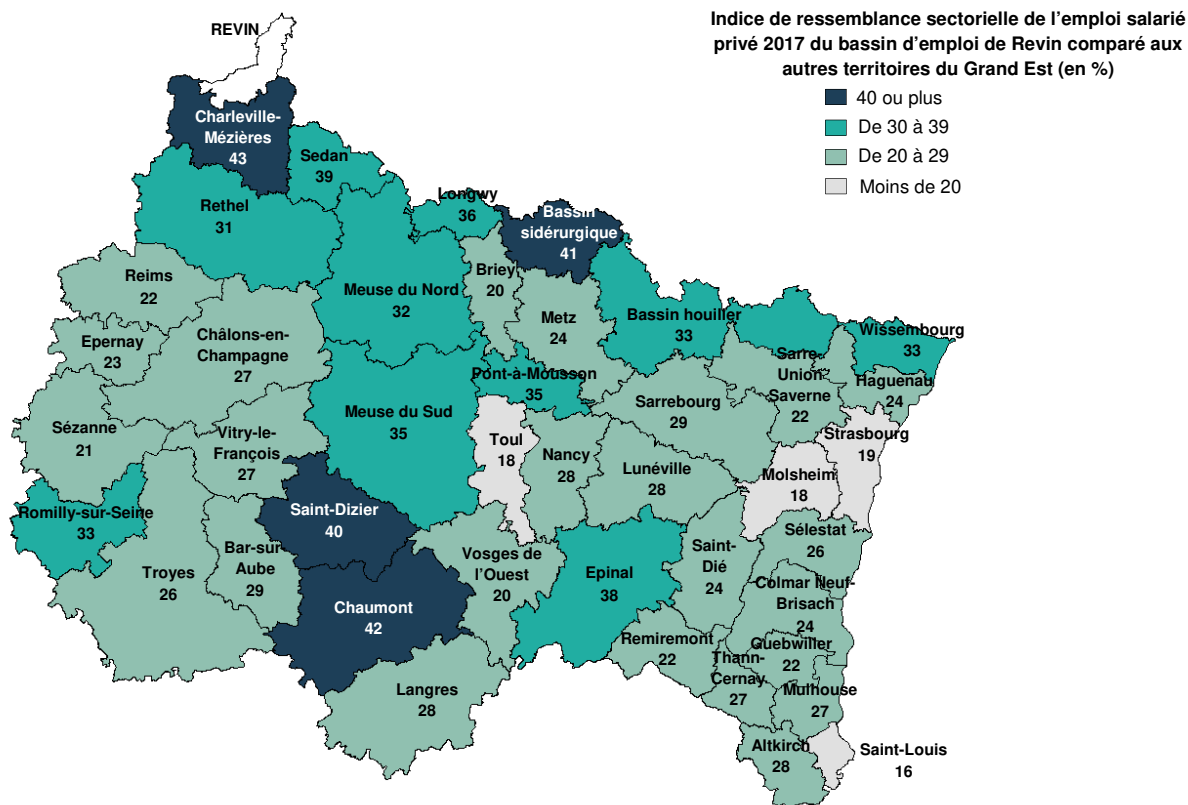 Indice de ressemblance sectorielle de l'emploi salarié
privé 2017 du bassin d'emploi de Revin comparé aux
autres territoires du Grand Est (en %)
40 ou plus
De 30 à 39
De 20 à 29
Moins de 20
REVIN
Charleville-
Mézières
43
Sedan
39
Rethel
31
Longwy
36
Bassin
sidérurgique
41
Reims
22
Meuse du Nord
32
Briey
20
Metz
24
Bassin houiller
33
Wissembourg
33
Epernay
23
Châlons-en-
Champagne
27
Pont-à-Mousson
35
Sarre-
Union
Saverne
22
Haguenau
24
Sézanne
21
Vitry-le-
François
27
Meuse du Sud
35
Toul
18
Nancy
28
Sarrebourg
29
Lunéville
28
Strasbourg
19
Molsheim
18
Romilly-sur-Seine
33
Saint-Dizier
40
Troyes
26
Bar-sur-
Aube
29
Vosges de
l'Ouest
20
Epinal
38
Saint-
Dié
24
Sélestat
26
Colmar Neuf-
Brisach
24
Chaumont
42
Remiremont
22
Guebwiller
22
Thann-
Cernay
27
Mulhouse
27
Langres
28
Altkirch
28
Saint-Louis
16